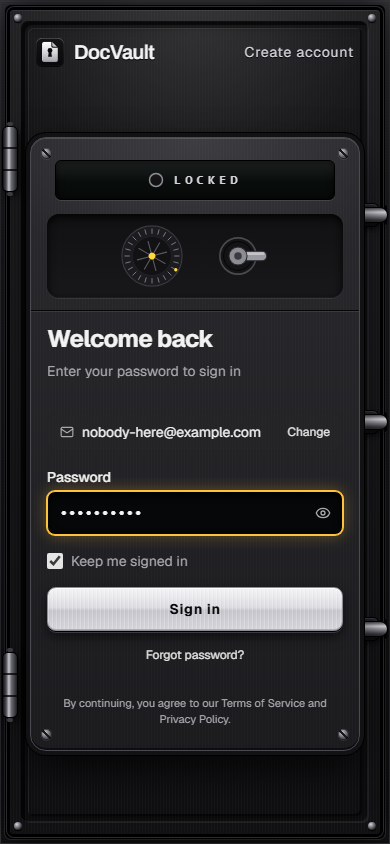 DocVault
Create account
LOCKED
Welcome back
Enter your password to sign in
nobody-here@example.com
Change
Password
••••••••••
Keep me signed in
Sign in
Forgot password?
By continuing, you agree to our Terms of Service and
Privacy Policy.